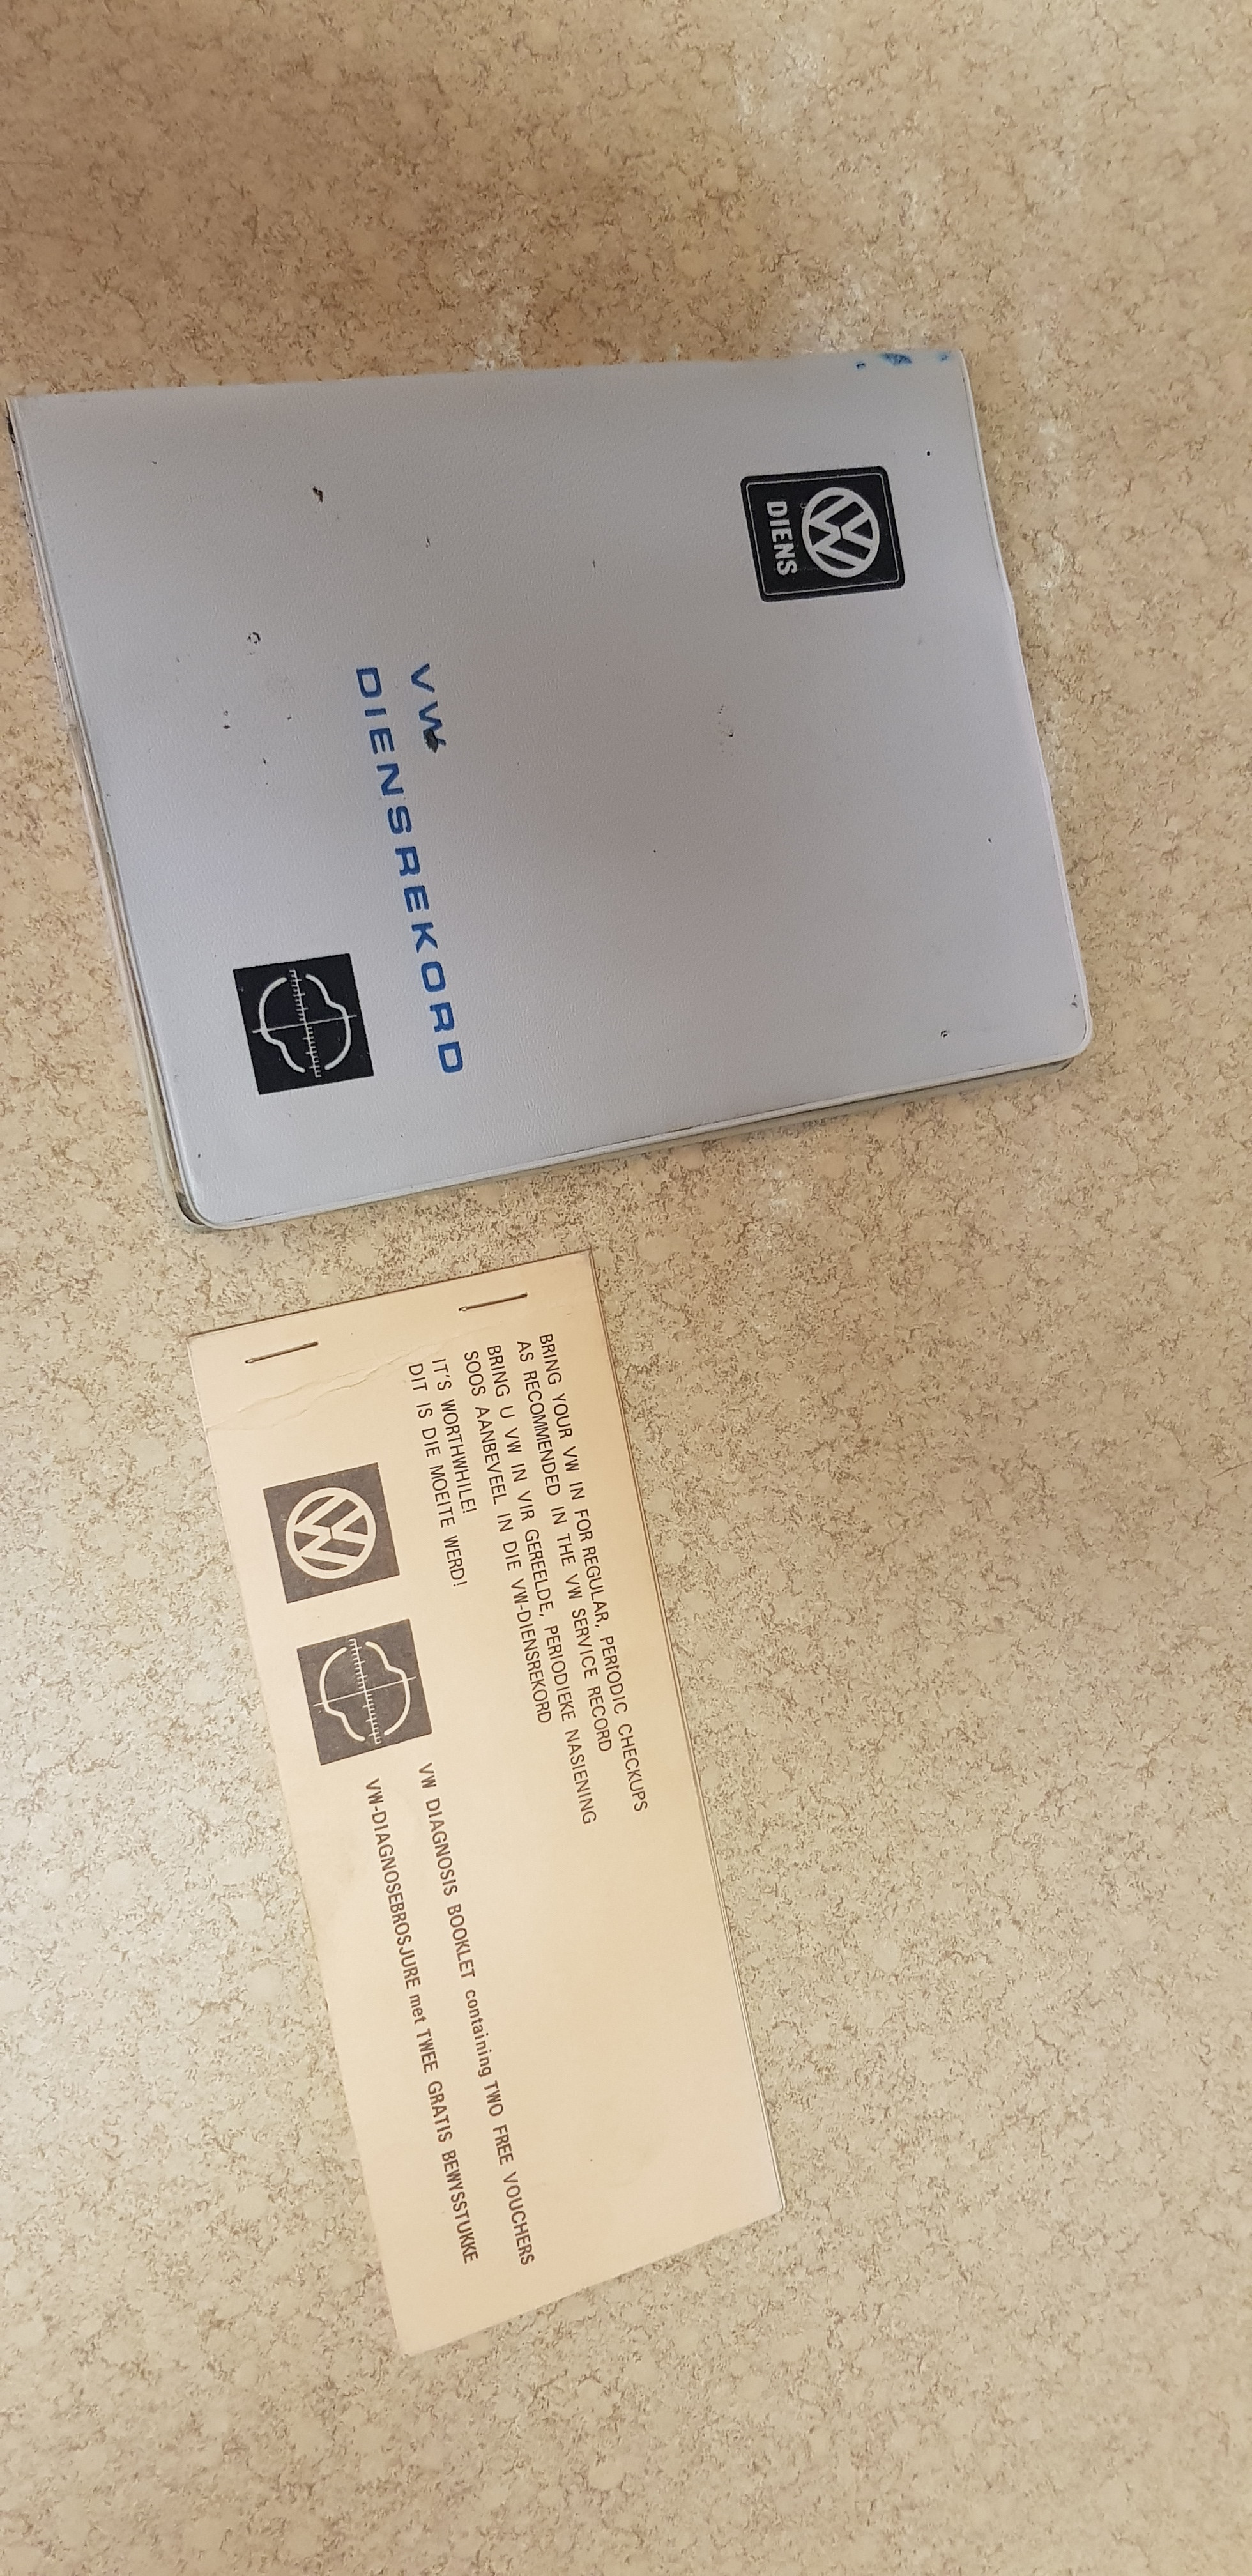 VW
DIENS
VW
DIENSREKORD
BRING YOUR VW IN FOR REGULAR, PERIODIC CHECKUPS
AS RECOMMENDED IN THE VW SERVICE RECORD
BRING U VW IN VIR GEREELDE, PERIODIEKE NASIENING
SOOS AANBEVEEL IN DIE VW-DIENSREKORD
IT'S WORTHWHILE!
DIT IS DIE MOEITE WERD!
VW
VW DIAGNOSIS BOOKLET containing TWO FREE VOUCHERS
VW-DIAGNOSEBROSJURE met TWEE GRATIS BEWYSSTUKKE